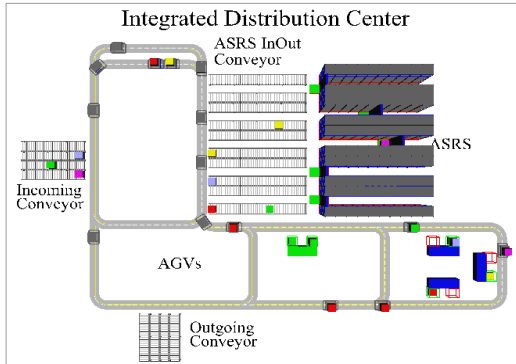 Integrated Distribution Center
ASRS InOut
Conveyor
ASRS
Incoming
Conveyor
AGVs
Outgoing
Conveyor